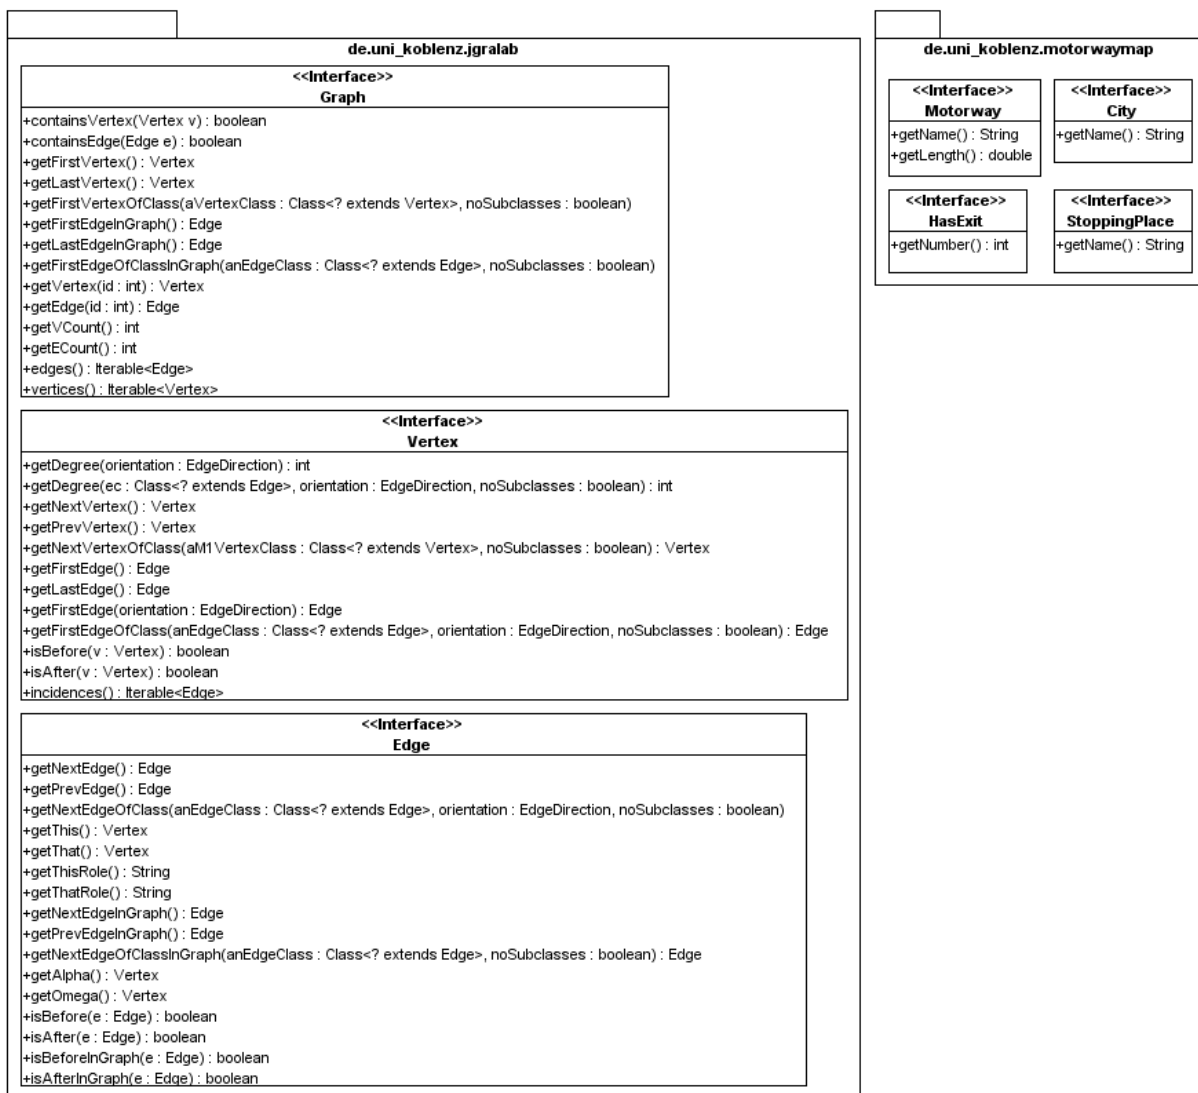 de.uni_koblenz.jgralab
<<Interface>>
Graph
+containsVertex(Vertex v) : boolean
+containsEdge(Edge e) : boolean
+getFirstVertex() : Vertex
+getLastVertex() : Vertex
+getFirstVertexOfClass(aVertexClass : Class<? extends Vertex>, noSubclasses : boolean)
+getFirstEdgeInGraph() : Edge
+getLastEdgeInGraph() : Edge
+getFirstEdgeOfClassInGraph(anEdgeClass : Class<? extends Edge>, noSubclasses : boolean)
+getVertex(id : int) : Vertex
+getEdge(id : int) : Edge
+getVCount() : int
+getECount() : int
+edges() : Iterable<Edge>
+vertices() : Iterable<Vertex>
<<Interface>>
Vertex
+getDegree(orientation : EdgeDirection) : int
+getDegree(ec : Class<? extends Edge>, orientation : EdgeDirection, noSubclasses : boolean) : int
+getNextVertex() : Vertex
+getPrevVertex() : Vertex
+getNextVertexOfClass(aM1VertexClass : Class<? extends Vertex>, noSubclasses : boolean) : Vertex
+getFirstEdge() : Edge
+getLastEdge() : Edge
+getFirstEdge(orientation : EdgeDirection) : Edge
+getFirstEdgeOfClass(anEdgeClass : Class<? extends Edge>, orientation : EdgeDirection, noSubclasses : boolean) : Edge
+isBefore(v : Vertex) : boolean
+isAfter(v : Vertex) : boolean
+incidences() : Iterable<Edge>
<<Interface>>
Edge
+getNextEdge() : Edge
+getPrevEdge() : Edge
+getNextEdgeOfClass(anEdgeClass : Class<? extends Edge>, orientation : EdgeDirection, noSubclasses : boolean)
+getThis() : Vertex
+getThat() : Vertex
+getThisRole() : String
+getThatRole() : String
+getNextEdgeInGraph() : Edge
+getPrevEdgeInGraph() : Edge
+getNextEdgeOfClassInGraph(anEdgeClass : Class<? extends Edge>, noSubclasses : boolean) : Edge
+getAlpha() : Vertex
+getOmega() : Vertex
+isBefore(e : Edge) : boolean
+isAfter(e : Edge) : boolean
+isBeforeInGraph(e : Edge) : boolean
+isAfterInGraph(e : Edge) : boolean
de.uni_koblenz.motorwaymap
<<Interface>>
Motorway
+getName() : String
+getLength() : double
<<Interface>>
City
+getName() : String
<<Interface>>
HasExit
+getNumber() : int
<<Interface>>
StoppingPlace
+getName() : String